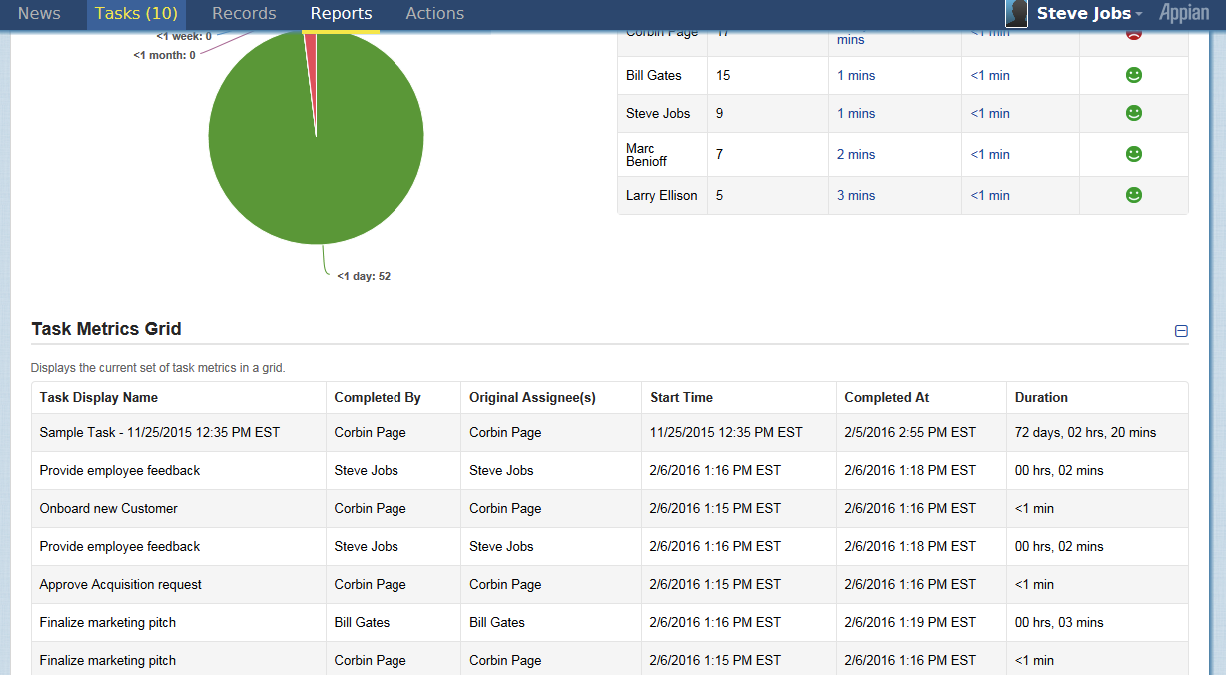 News Tasks (10) Records Reports Actions Steve Jobs Appian
<1 week: 0
<1 month: 0
<1 day: 52
Corbin Page 17 <1 min
mins
Bill Gates 15 1 mins <1 min
Steve Jobs 9 1 mins <1 min
Marc
Benioff 7 2 mins <1 min
Larry Ellison 5 3 mins <1 min
Task Metrics Grid
Displays the current set of task metrics in a grid.
Task Display Name Completed By Original Assignee(s) Start Time Completed At Duration
Sample Task - 11/25/2015 12:35 PM EST Corbin Page Corbin Page 11/25/2015 12:35 PM EST 2/5/2016 2:55 PM EST 72 days, 02 hrs, 20 mins
Provide employee feedback Steve Jobs Steve Jobs 2/6/2016 1:16 PM EST 2/6/2016 1:18 PM EST 00 hrs, 02 mins
Onboard new Customer Corbin Page Corbin Page 2/6/2016 1:15 PM EST 2/6/2016 1:16 PM EST <1 min
Provide employee feedback Steve Jobs Steve Jobs 2/6/2016 1:16 PM EST 2/6/2016 1:18 PM EST 00 hrs, 02 mins
Approve Acquisition request Corbin Page Corbin Page 2/6/2016 1:15 PM EST 2/6/2016 1:16 PM EST <1 min
Finalize marketing pitch Bill Gates Bill Gates 2/6/2016 1:16 PM EST 2/6/2016 1:19 PM EST 00 hrs, 03 mins
Finalize marketing pitch Corbin Page Corbin Page 2/6/2016 1:15 PM EST 2/6/2016 1:16 PM EST <1 min